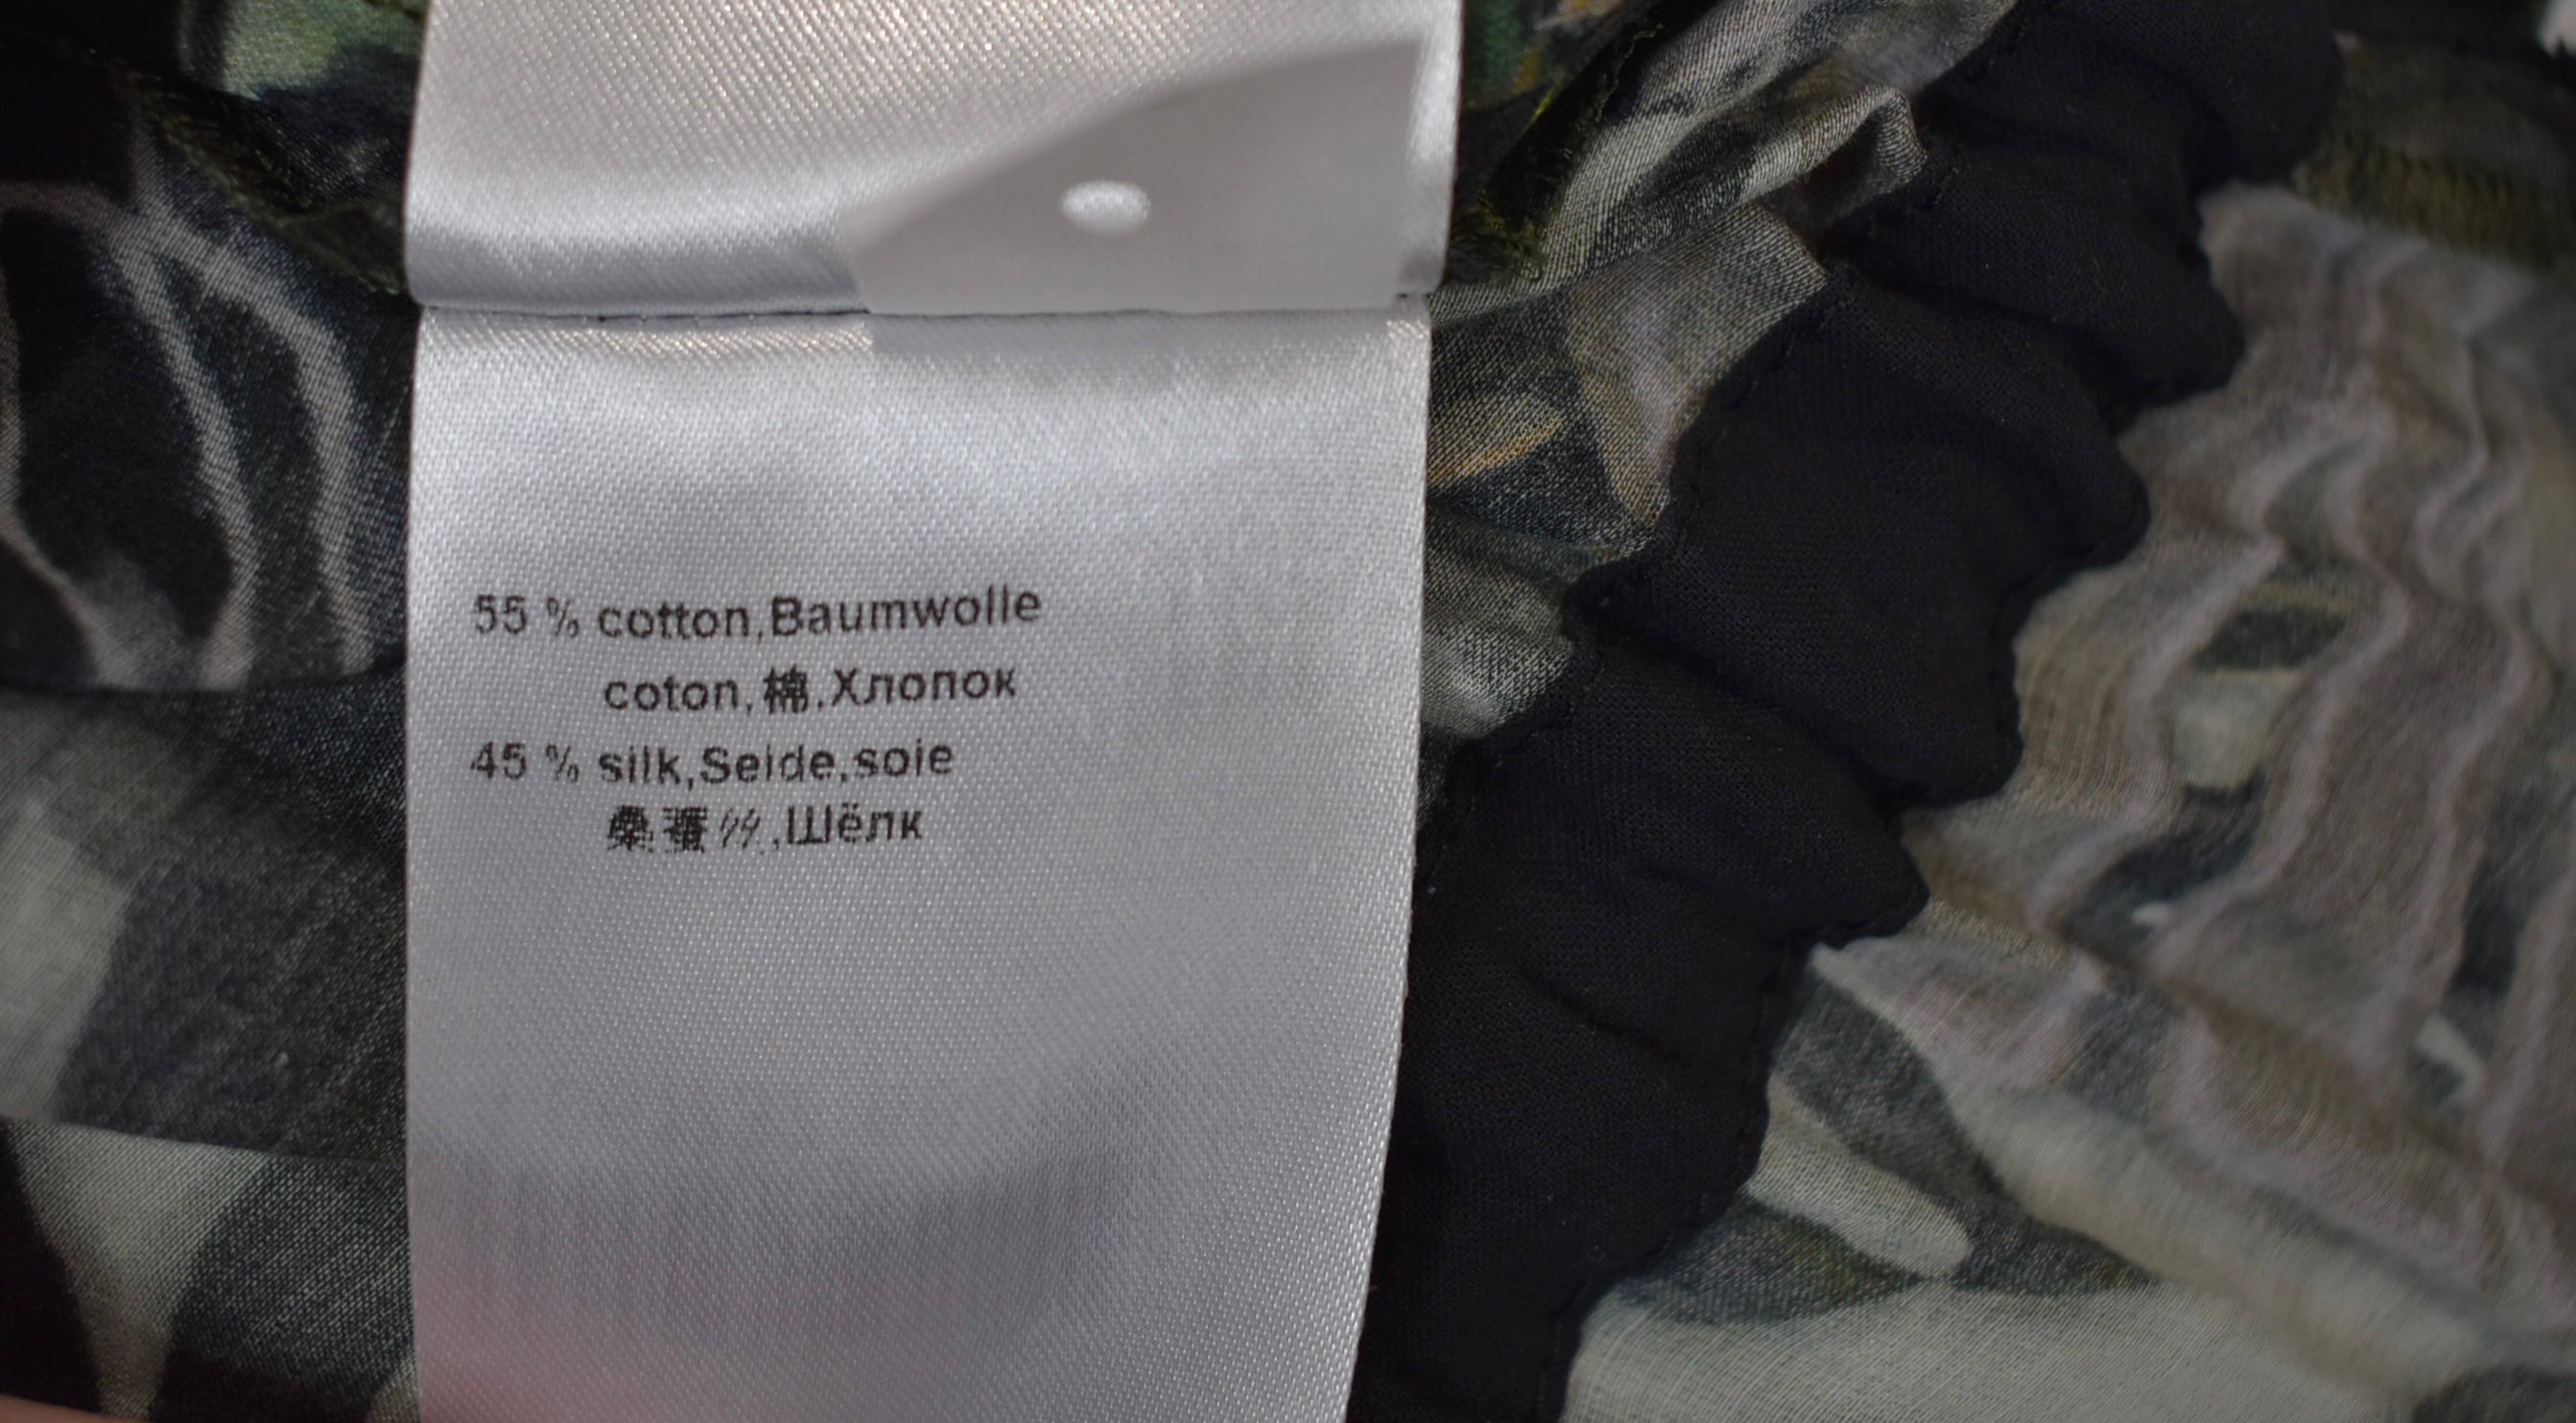 55 % cotton,Baumwolle
coton,棉,Хлопок
45 % silk,Seide,soie
桑蚕丝,Шёлк